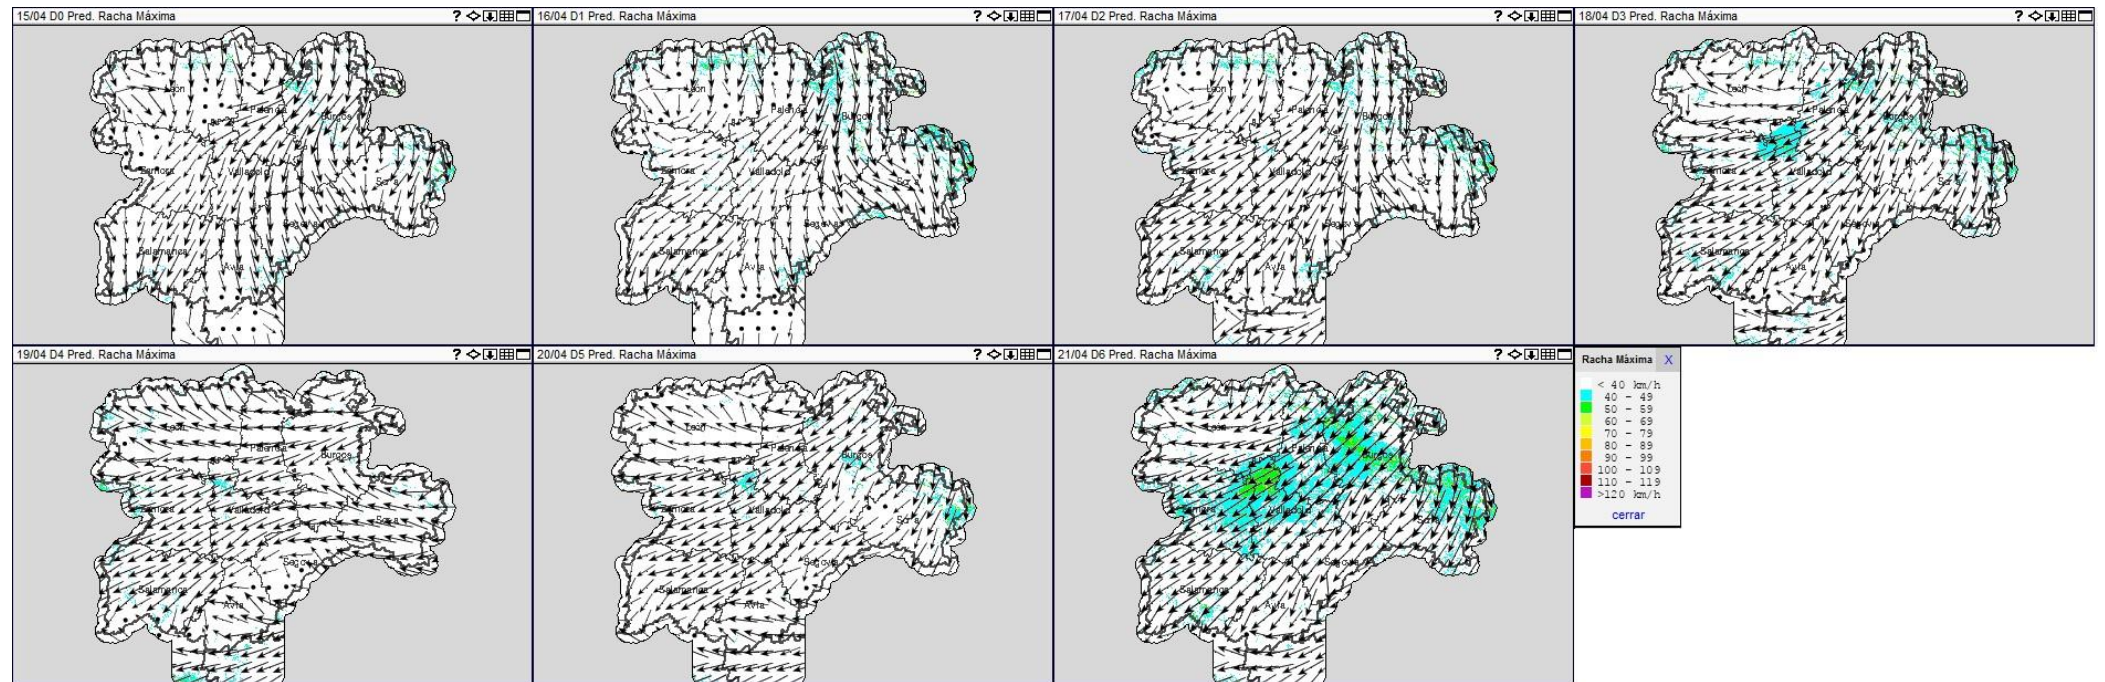 15/04 D0 Pred. Racha Máxima ?
16/04 D1 Pred. Racha Máxima ?
17/04 D2 Pred. Racha Máxima ?
18/04 D3 Pred. Racha Máxima ?
León
Palencia
Burgos
Zamora
Valladolid
Soria
Segovia
Salamanca
Ávila
19/04 D4 Pred. Racha Máxima ?
20/04 D5 Pred. Racha Máxima ?
21/04 D6 Pred. Racha Máxima ?
Racha Máxima X
< 40 km/h
40 - 49
50 - 59
60 - 69
70 - 79
80 - 89
90 - 99
100 - 109
110 - 119
>120 km/h
cerrar